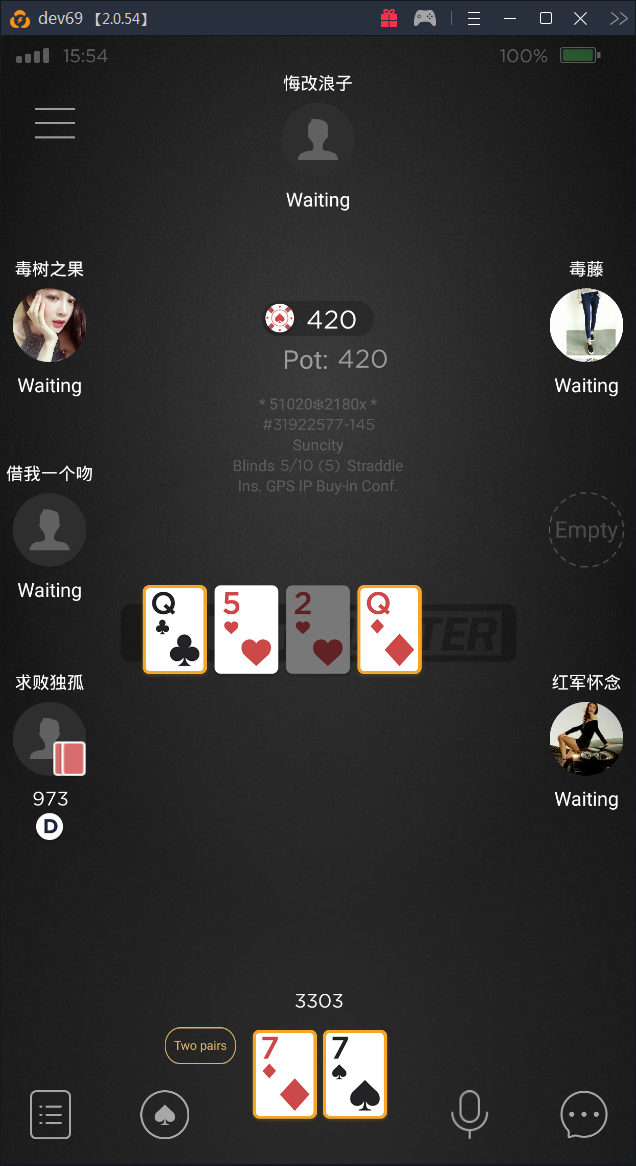 dev69 【2.0.54】
15:54
100%
悔改浪子
Waiting
毒树之果
毒藤
420
Waiting
Waiting
Pot: 420
* 51020❉2180x *
#31922577-145
Suncity
Blinds 5/10 (5) Straddle
Ins. GPS IP Buy-in Conf.
借我一个吻
Empty
Waiting
Q
5
2
Q
求败独孤
红军怀念
973
Waiting
D
3303
Two pairs
7
7